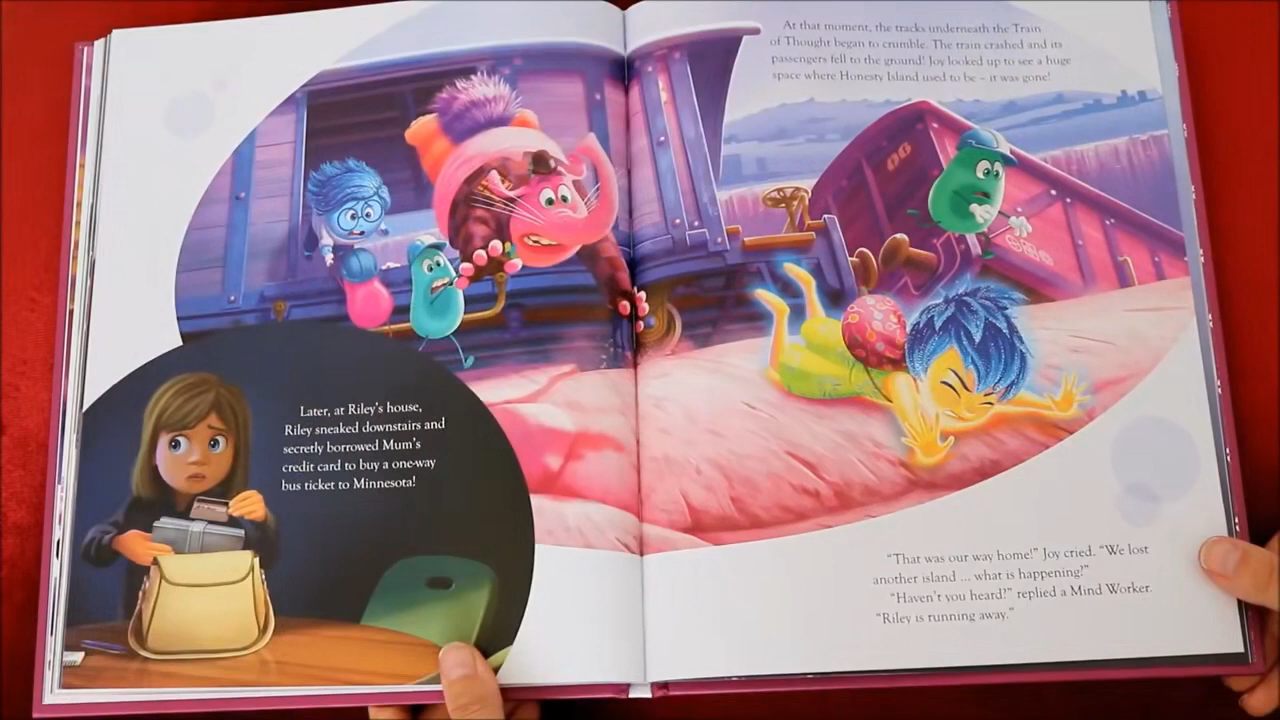 At that moment, the tracks underneath the Train
of Thought began to crumble. The train crashed and its
passengers fell to the ground! Joy looked up to see a huge
space where Honesty Island used to be – it was gone!
Later, at Riley's house,
Riley sneaked downstairs and
secretly borrowed Mum's
credit card to buy a one-way
bus ticket to Minnesota!
"That was our way home!" Joy cried. "We lost
another island ... what is happening?"
"Haven't you heard?" replied a Mind Worker.
"Riley is running away."